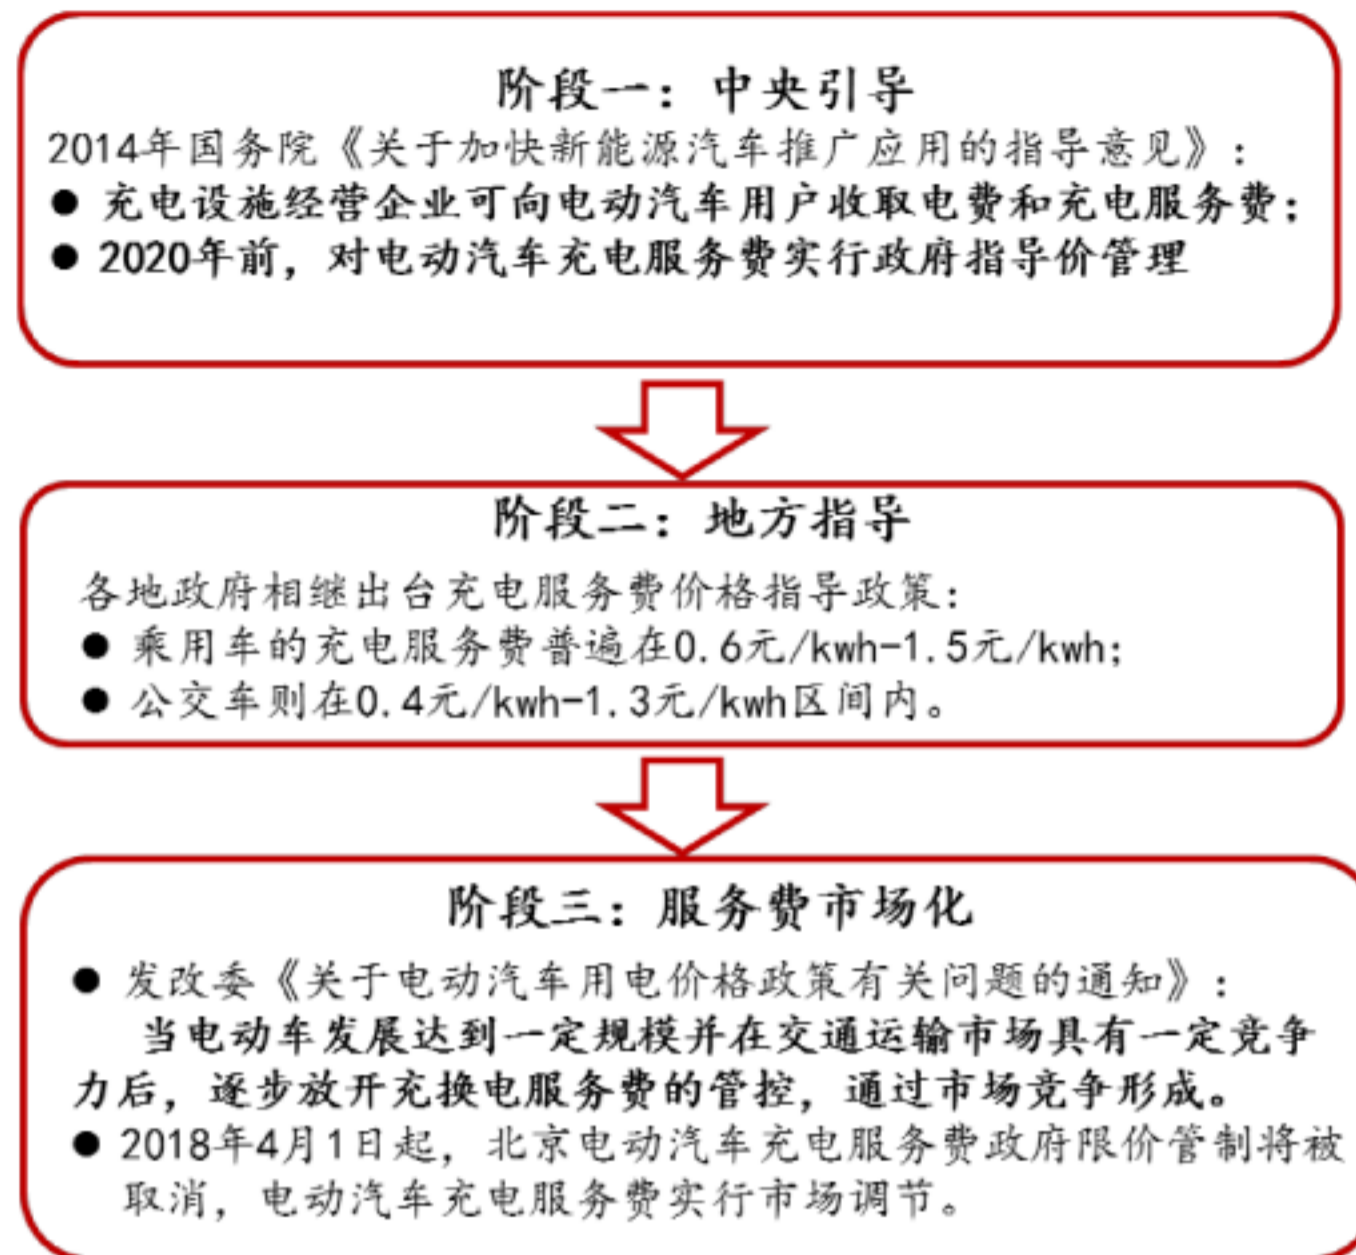 阶段一：中央引导
2014年国务院《关于加快新能源汽车推广应用的指导意见》：
● 充电设施经营企业可向电动汽车用户收取电费和充电服务费；
● 2020年前，对电动汽车充电服务费实行政府指导价管理
阶段二：地方指导
各地政府相继出台充电服务费价格指导政策：
● 乘用车的充电服务费普遍在0.6元/kwh-1.5元/kwh；
● 公交车则在0.4元/kwh-1.3元/kwh区间内。
阶段三：服务费市场化
● 发改委《关于电动汽车用电价格政策有关问题的通知》：
当电动车发展达到一定规模并在交通运输市场具有一定竞争
力后，逐步放开充换电服务费的管控，通过市场竞争形成。
● 2018年4月1日起，北京电动汽车充电服务费政府限价管制将被
取消，电动汽车充电服务费实行市场调节。